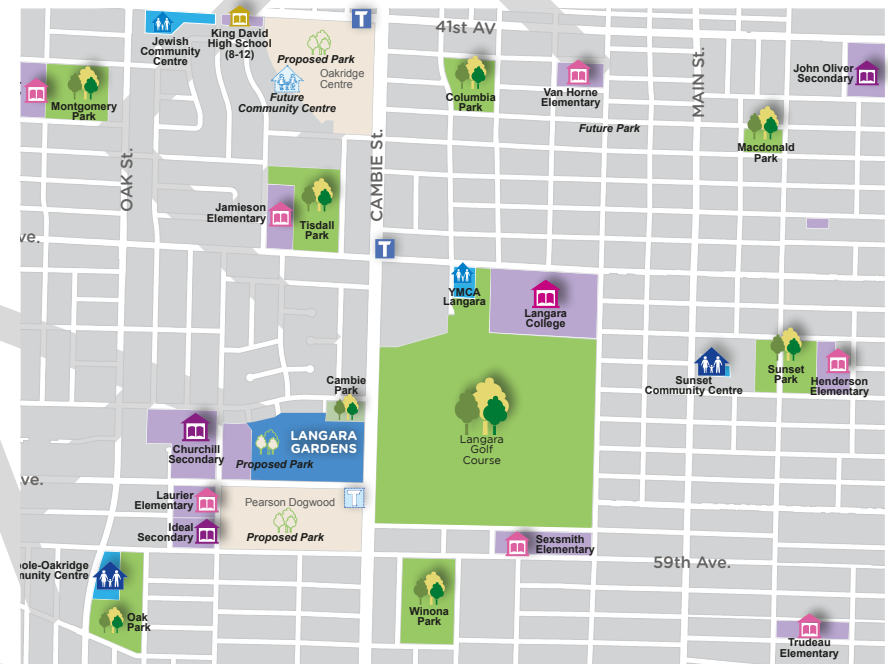 Jewish
Community
Centre
King David
High School
(8-12)
T
41st AV
Proposed Park
Oakridge
Centre
Future
Community Centre
Montgomery
Park
Columbia
Park
Van Horne
Elementary
MAIN St.
John Oliver
Secondary
Future Park
Macdonald
Park
OAK St.
CAMBIE St.
Jamieson
Elementary
Tisdall
Park
ve.
T
YMCA
Langara
Langara
College
Sunset
Community Centre
Sunset
Park
Henderson
Elementary
Cambie
Park
Langara
Golf
Course
Churchill
Secondary
LANGARA
GARDENS
Proposed Park
ve.
Laurier
Elementary
Pearson Dogwood
T
Ideal
Secondary
Proposed Park
Sexsmith
Elementary
59th Ave.
ole-Oakridge
unity Centre
Oak
Park
Winona
Park
Trudeau
Elementary